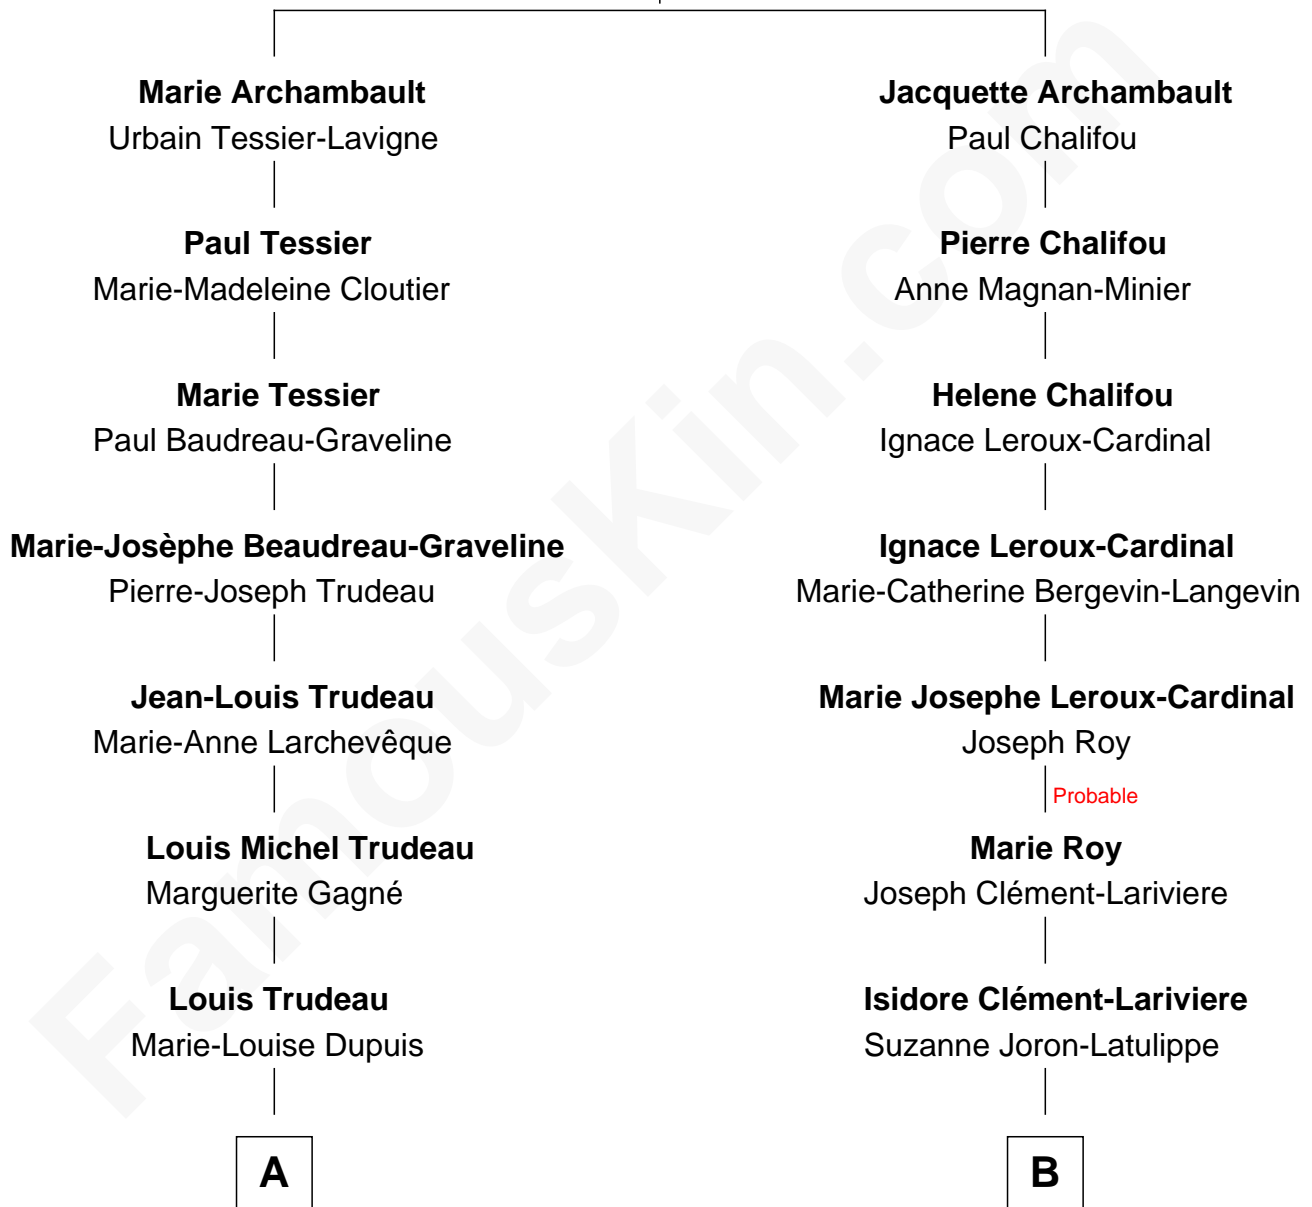 Marie Archambault
Urbain Tessier-Lavigne
Jacquette Archambault
Paul Chalifou
Paul Tessier
Marie-Madeleine Cloutier
Pierre Chalifou
Anne Magnan-Minier
Marie Tessier
Paul Baudreau-Graveline
Helene Chalifou
Ignace Leroux-Cardinal
Marie-Josèphe Beaudreau-Graveline
Pierre-Joseph Trudeau
Ignace Leroux-Cardinal
Marie-Catherine Bergevin-Langevin
Jean-Louis Trudeau
Marie-Anne Larchevêque
Marie Josephe Leroux-Cardinal
Joseph Roy
Probable
Louis Michel Trudeau
Marguerite Gagné
Marie Roy
Joseph Clément-Lariviere
Louis Trudeau
Marie-Louise Dupuis
Isidore Clément-Lariviere
Suzanne Joron-Latulippe
A
B
FamousKin.com